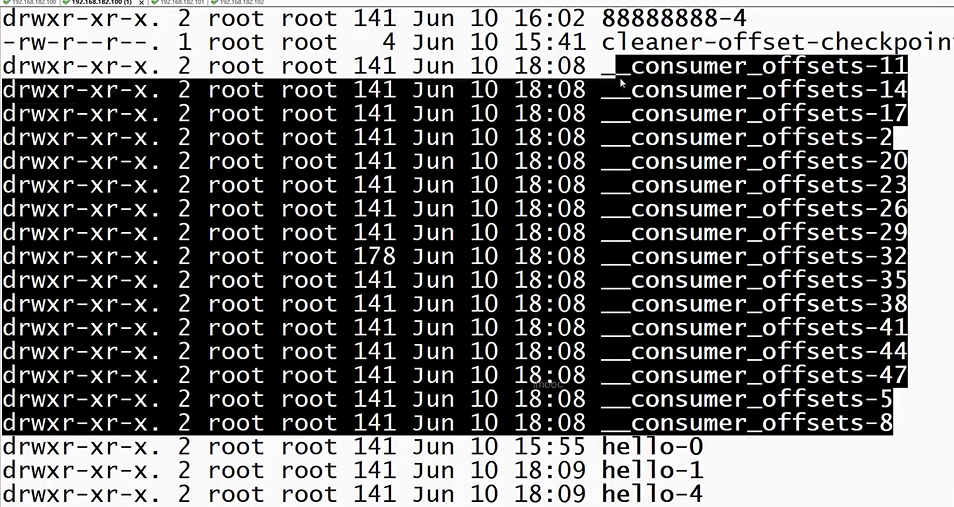 192.168.182.100 192.168.182.100 (1) x 192.168.182.101 192.168.182.102
drwxr-xr-x. 2 root root 141 Jun 10 16:02 88888888-4
-rw-r--r--. 1 root root 4 Jun 10 15:41 cleaner-offset-checkpoint
drwxr-xr-x. 2 root root 141 Jun 10 18:08 __consumer_offsets-11
drwxr-xr-x. 2 root root 141 Jun 10 18:08 __consumer_offsets-14
drwxr-xr-x. 2 root root 141 Jun 10 18:08 __consumer_offsets-17
drwxr-xr-x. 2 root root 141 Jun 10 18:08 __consumer_offsets-2
drwxr-xr-x. 2 root root 141 Jun 10 18:08 __consumer_offsets-20
drwxr-xr-x. 2 root root 141 Jun 10 18:08 __consumer_offsets-23
drwxr-xr-x. 2 root root 141 Jun 10 18:08 __consumer_offsets-26
drwxr-xr-x. 2 root root 141 Jun 10 18:08 __consumer_offsets-29
drwxr-xr-x. 2 root root 178 Jun 10 18:08 __consumer_offsets-32
drwxr-xr-x. 2 root root 141 Jun 10 18:08 __consumer_offsets-35
drwxr-xr-x. 2 root root 141 Jun 10 18:08 __consumer_offsets-38
drwxr-xr-x. 2 root root 141 Jun 10 18:08 __consumer_offsets-41
drwxr-xr-x. 2 root root 141 Jun 10 18:08 __consumer_offsets-44
drwxr-xr-x. 2 root root 141 Jun 10 18:08 __consumer_offsets-47
imooc
drwxr-xr-x. 2 root root 141 Jun 10 18:08 __consumer_offsets-5
drwxr-xr-x. 2 root root 141 Jun 10 18:08 __consumer_offsets-8
drwxr-xr-x. 2 root root 141 Jun 10 15:55 hello-0
drwxr-xr-x. 2 root root 141 Jun 10 18:09 hello-1
drwxr-xr-x. 2 root root 141 Jun 10 18:09 hello-4